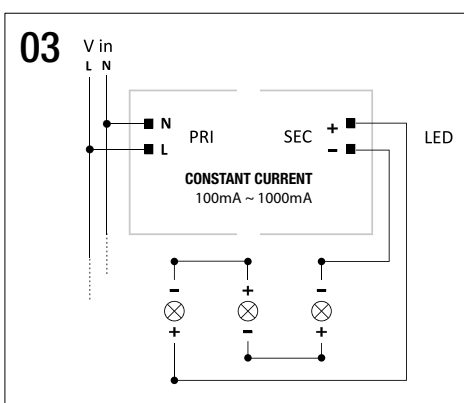 03
V in
L N
N
L
PRI
SEC
+
-
LED
CONSTANT CURRENT
100mA ~ 1000mA
- + -
+ - +